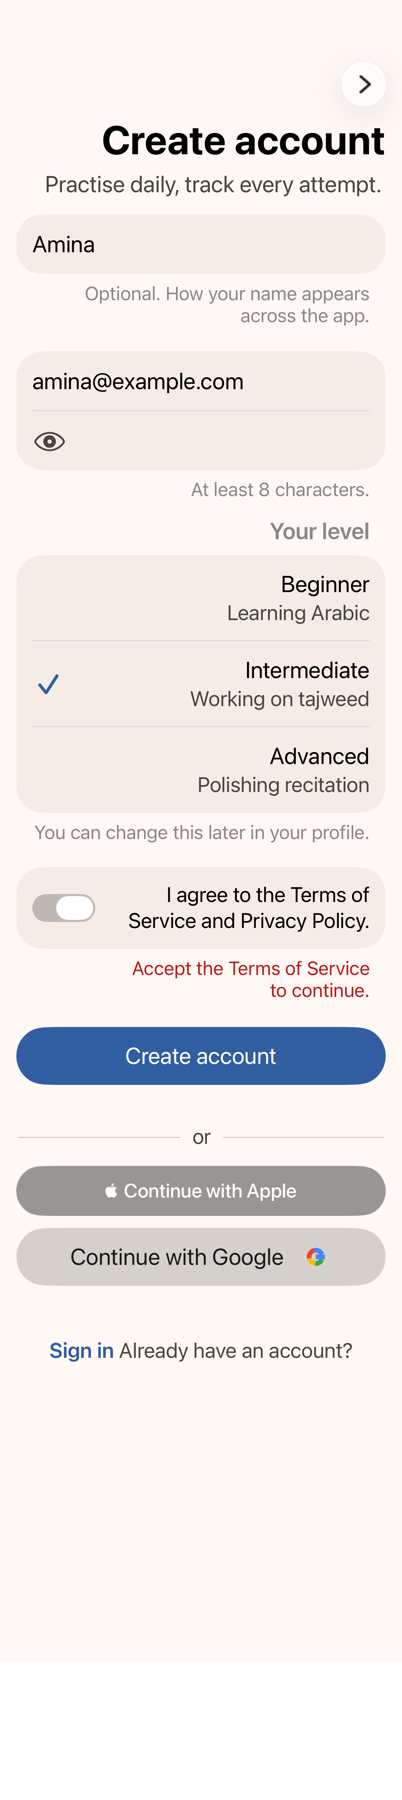 Create account
Practise daily, track every attempt.
Amina
Optional. How your name appears
across the app.
amina@example.com
At least 8 characters.
Your level
Beginner
Learning Arabic
Intermediate
Working on tajweed
Advanced
Polishing recitation
You can change this later in your profile.
I agree to the Terms of
Service and Privacy Policy.
Accept the Terms of Service
to continue.
Create account
or
Continue with Apple
Continue with Google
Sign in Already have an account?